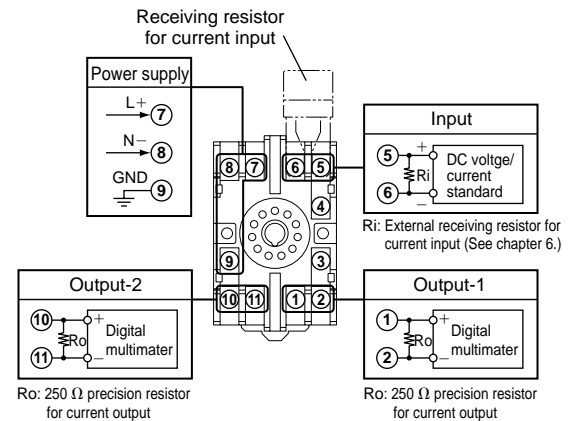 Receiving resistor
for current input
Power supply
L+
7
N−
8
GND
9
Input
5
+
DC voltge/
current
standard
Ri
6
−
Ri: External receiving resistor for
current input (See chapter 6.)
8 7 6 5
4
9
3
10 11 1 2
Output-2
10
+
Digital
multimater
Ro
11
−
Ro: 250 Ω precision resistor
for current output
Output-1
1
+
Digital
multimater
Ro
2
−
Ro: 250 Ω precision resistor
for current output